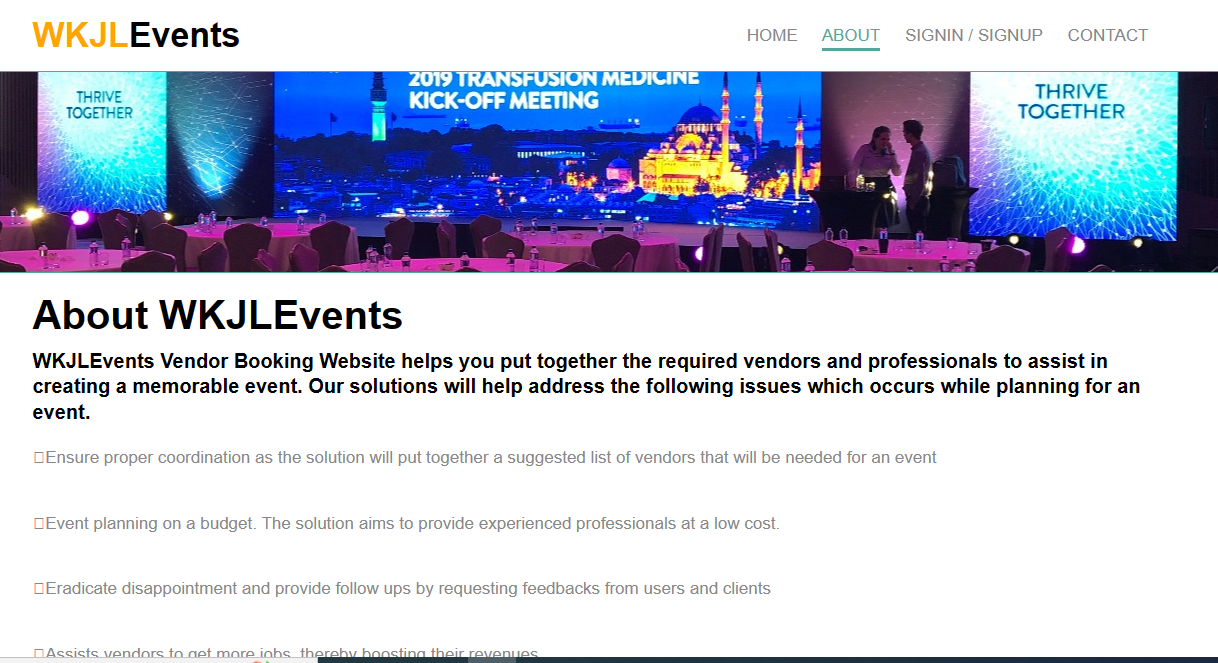 WKJLEvents
HOME ABOUT SIGNIN / SIGNUP CONTACT
THRIVE
TOGETHER
2019 TRANSFUSION MEDICINE
KICK-OFF MEETING
THRIVE
TOGETHER
About WKJLEvents
WKJLEvents Vendor Booking Website helps you put together the required vendors and professionals to assist in
creating a memorable event. Our solutions will help address the following issues which occurs while planning for an
event.
Ensure proper coordination as the solution will put together a suggested list of vendors that will be needed for an event
Event planning on a budget. The solution aims to provide experienced professionals at a low cost.
Eradicate disappointment and provide follow ups by requesting feedbacks from users and clients
Assists vendors to get more jobs, thereby boosting their revenues